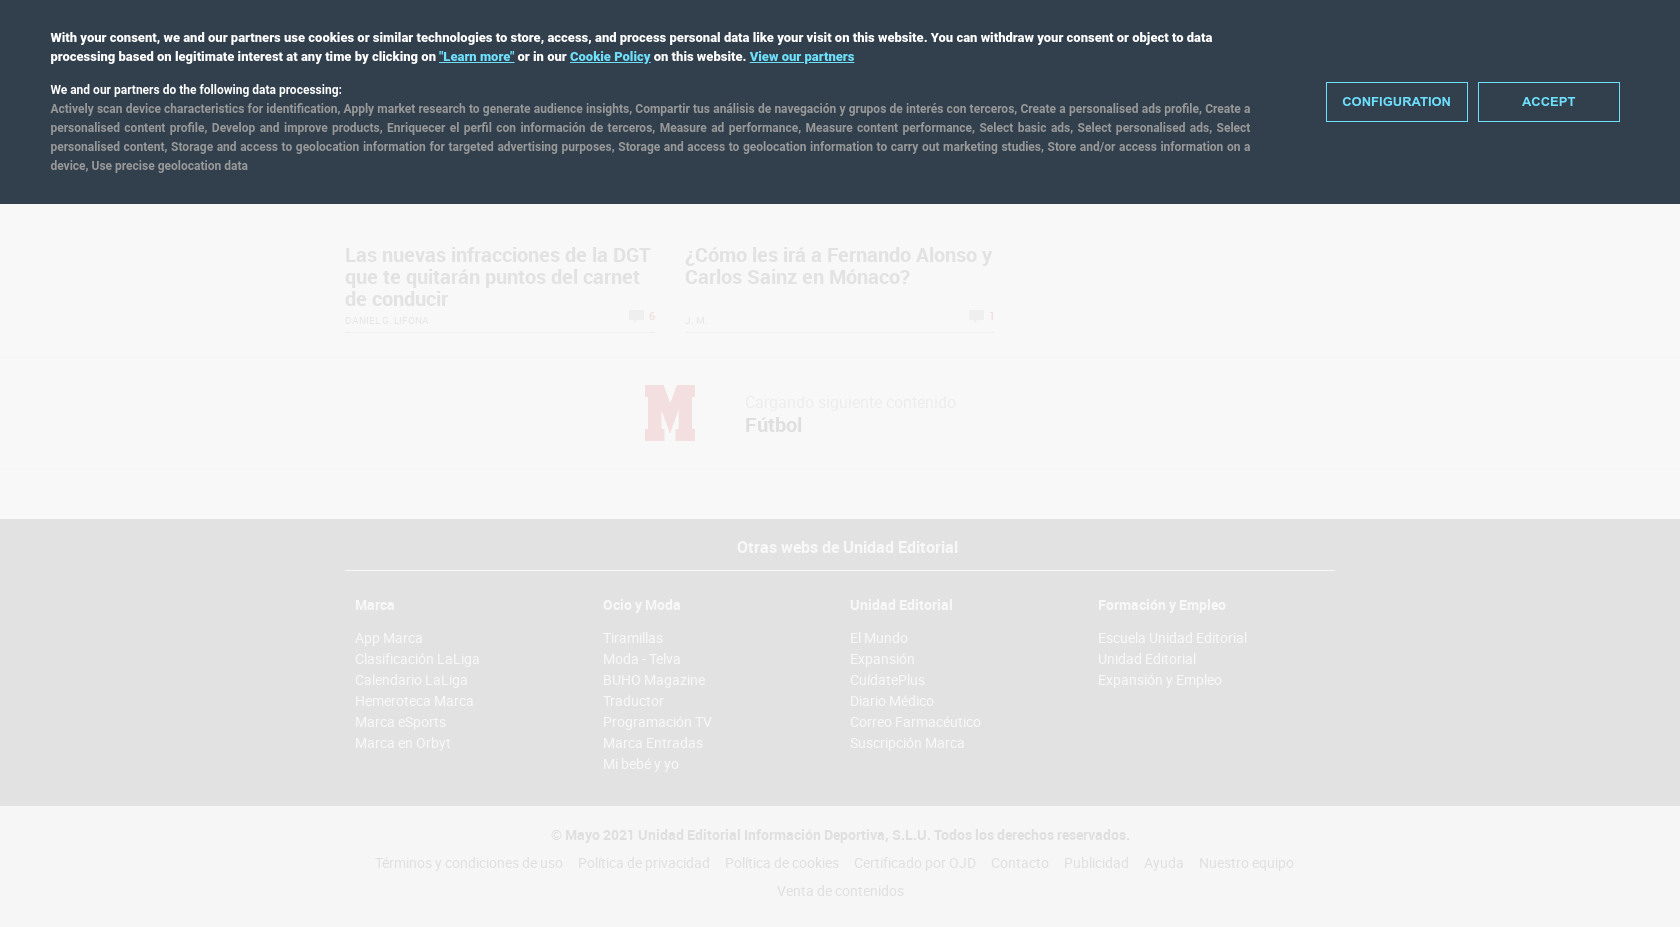 With your consent, we and our partners use cookies or similar technologies to store, access, and process personal data like your visit on this website. You can withdraw your consent or object to data
processing based on legitimate interest at any time by clicking on "Learn more" or in our Cookie Policy on this website. View our partners
We and our partners do the following data processing:
Actively scan device characteristics for identification, Apply market research to generate audience insights, Compartir tus análisis de navegación y grupos de interés con terceros, Create a personalised ads profile, Create a
personalised content profile, Develop and improve products, Enriquecer el perfil con información de terceros, Measure ad performance, Measure content performance, Select basic ads, Select personalised ads, Select
personalised content, Storage and access to geolocation information for targeted advertising purposes, Storage and access to geolocation information to carry out marketing studies, Store and/or access information on a
device, Use precise geolocation data
CONFIGURATION
ACCEPT
Las nuevas infracciones de la DGT
que te quitarán puntos del carnet
de conducir
DANIEL G. LIFONA
6
¿Cómo les irá a Fernando Alonso y
Carlos Sainz en Mónaco?
J. M.
1
M
Cargando siguiente contenido
Fútbol
Otras webs de Unidad Editorial
Marca
App Marca
Clasificación LaLiga
Calendario LaLiga
Hemeroteca Marca
Marca eSports
Marca en Orbyt
Ocio y Moda
Tiramillas
Moda - Telva
BUHO Magazine
Traductor
Programación TV
Marca Entradas
Mi bebé y yo
Unidad Editorial
El Mundo
Expansión
CuídatePlus
Diario Médico
Correo Farmacéutico
Suscripción Marca
Formación y Empleo
Escuela Unidad Editorial
Unidad Editorial
Expansión y Empleo
© Mayo 2021 Unidad Editorial Información Deportiva, S.L.U. Todos los derechos reservados.
Términos y condiciones de uso Política de privacidad Política de cookies Certificado por OJD Contacto Publicidad Ayuda Nuestro equipo
Venta de contenidos